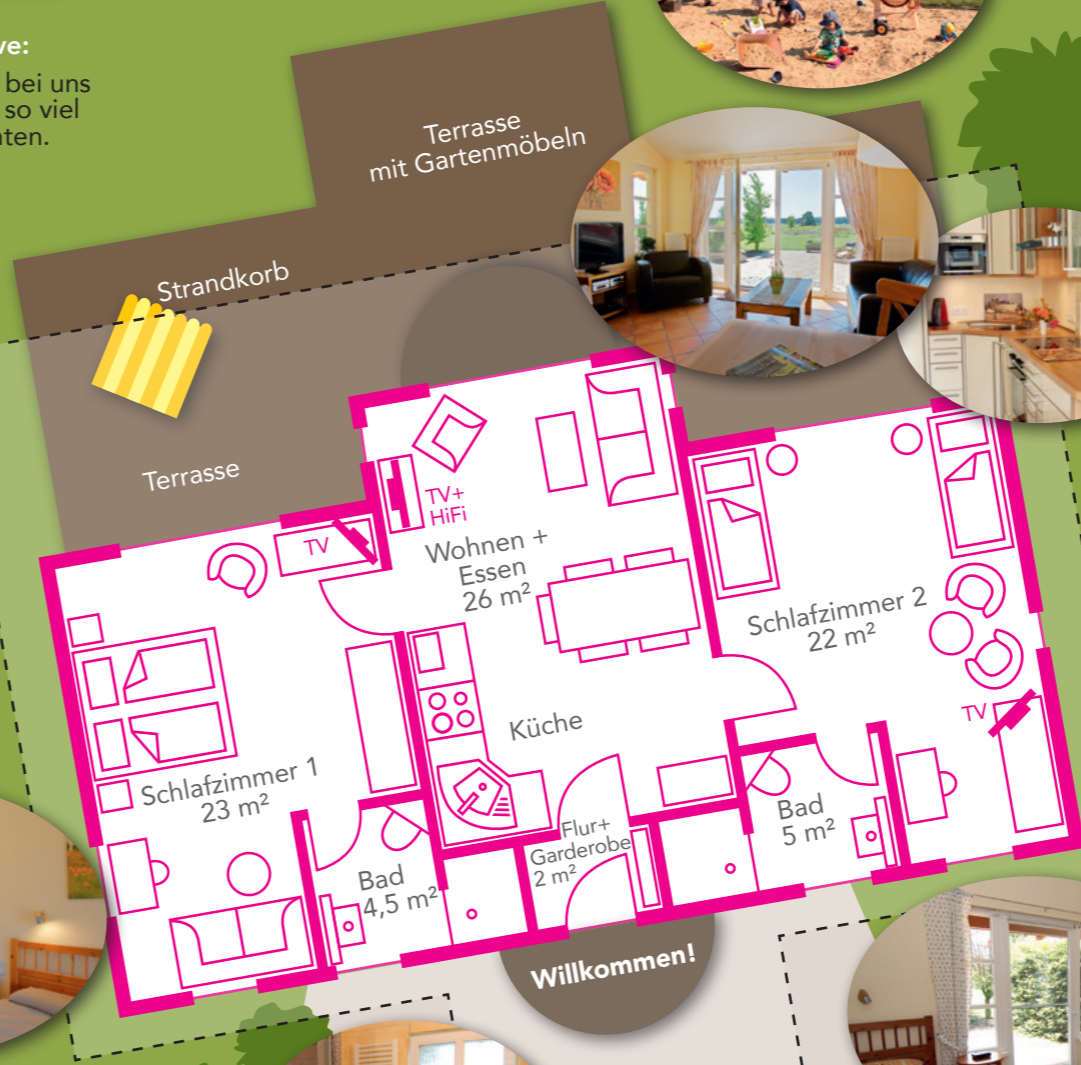 bei uns
so viel
Terrasse
mit Gartenmöbeln
Strandkorb
Terrasse
TV+
HiFi
TV
Wohnen +
Essen
26 m²
Schlafzimmer 2
22 m²
TV
Küche
Schlafzimmer 1
23 m²
Bad
5 m²
Flur+
Garderobe
2 m²
Bad
4,5 m²
Willkommen!